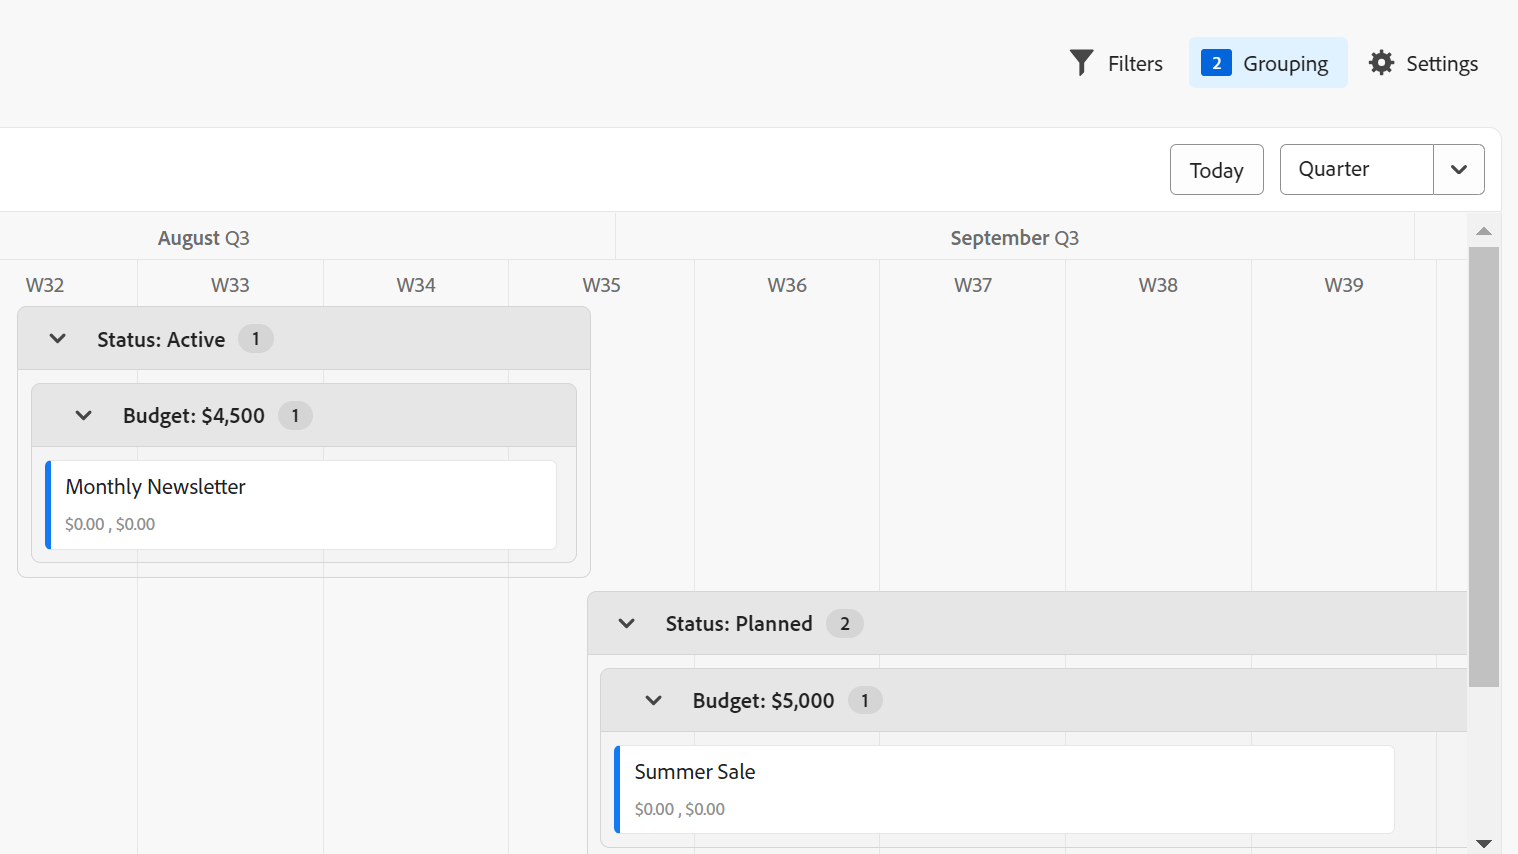 Filters
2 Grouping
Settings
Today
Quarter
August Q3
September Q3
W32 W33 W34 W35 W36 W37 W38 W39
Status: Active 1
Budget: $4,500 1
Monthly Newsletter
$0.00 , $0.00
Status: Planned 2
Budget: $5,000 1
Summer Sale
$0.00 , $0.00